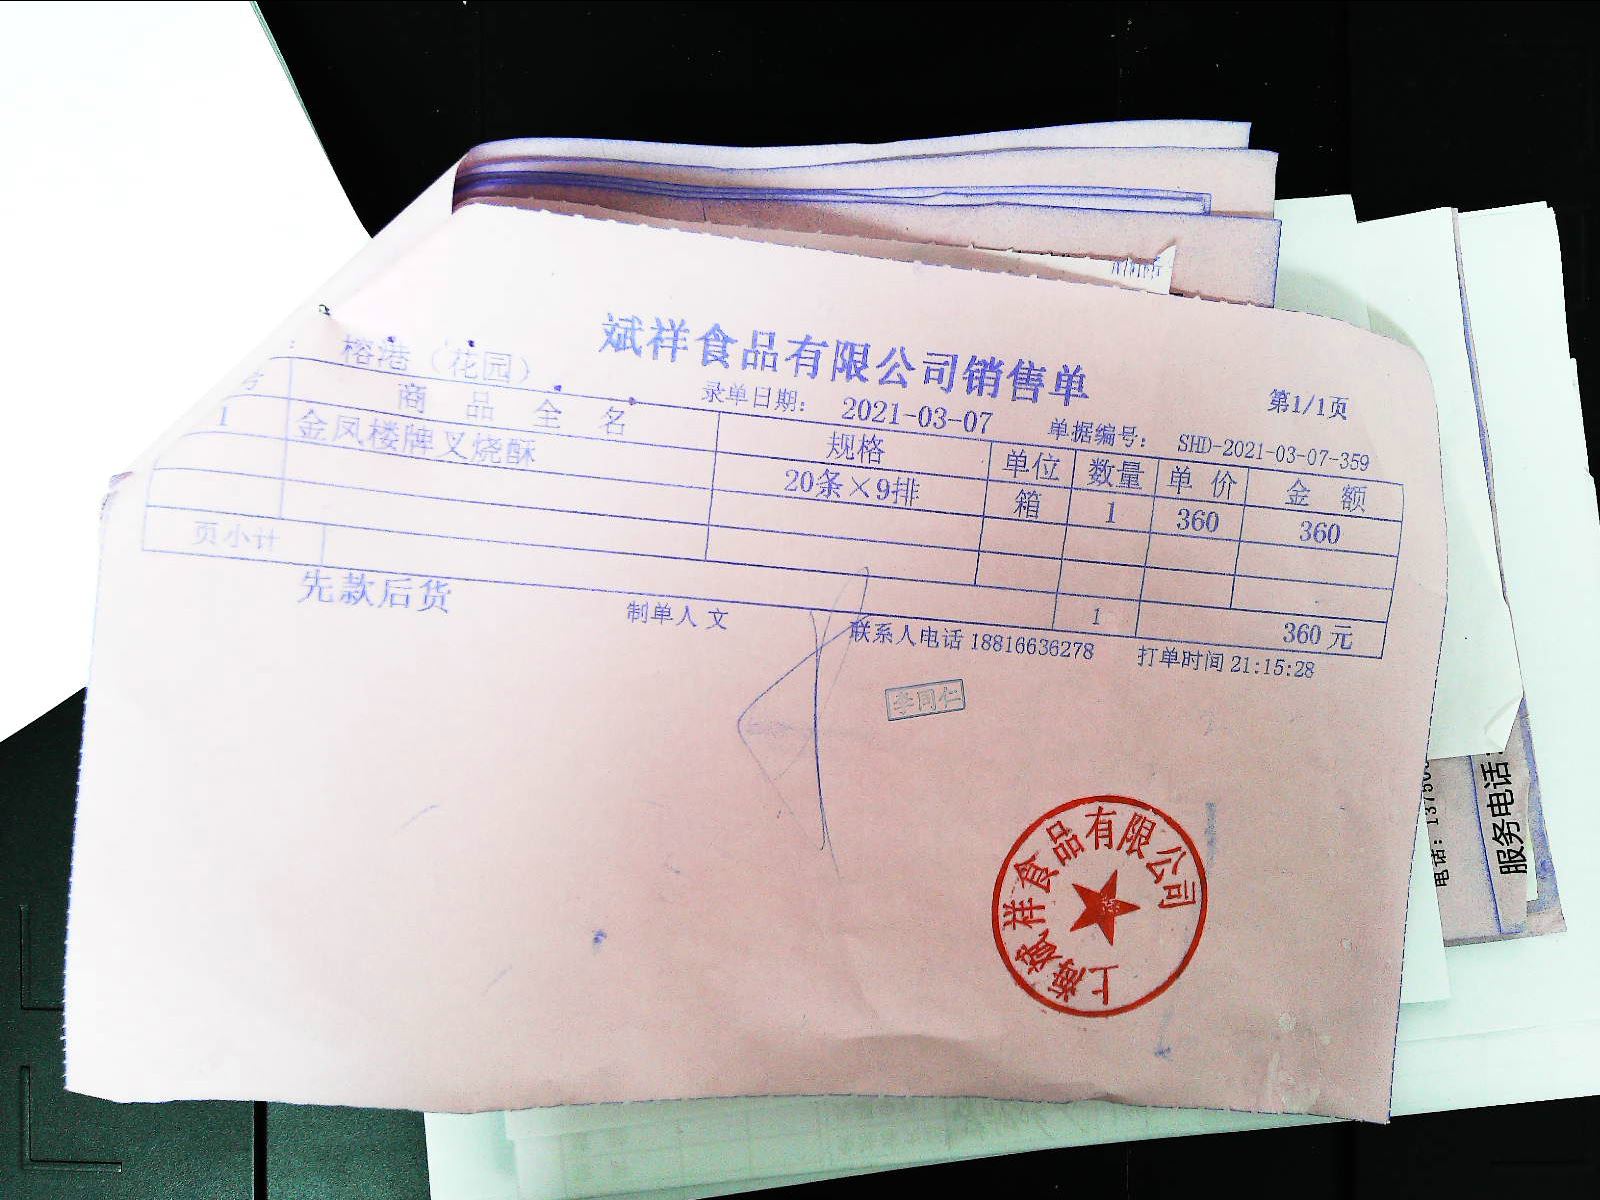 斌祥食品有限公司销售单
第1/1页
： 榕港（花园） 录单日期： 2021-03-07 单据编号： SHD-2021-03-07-359
号 商 品 全 名 规格 单位 数量 单 价 金 额
1 金凤楼牌叉烧酥 20条×9排 箱 1 360 360
页小计 1 360 元
先款后货 制单人 文 联系人电话 18816636278 打单时间 21:15:28
李同仁
祥食品有限公司
上海
服务电话：
电话：